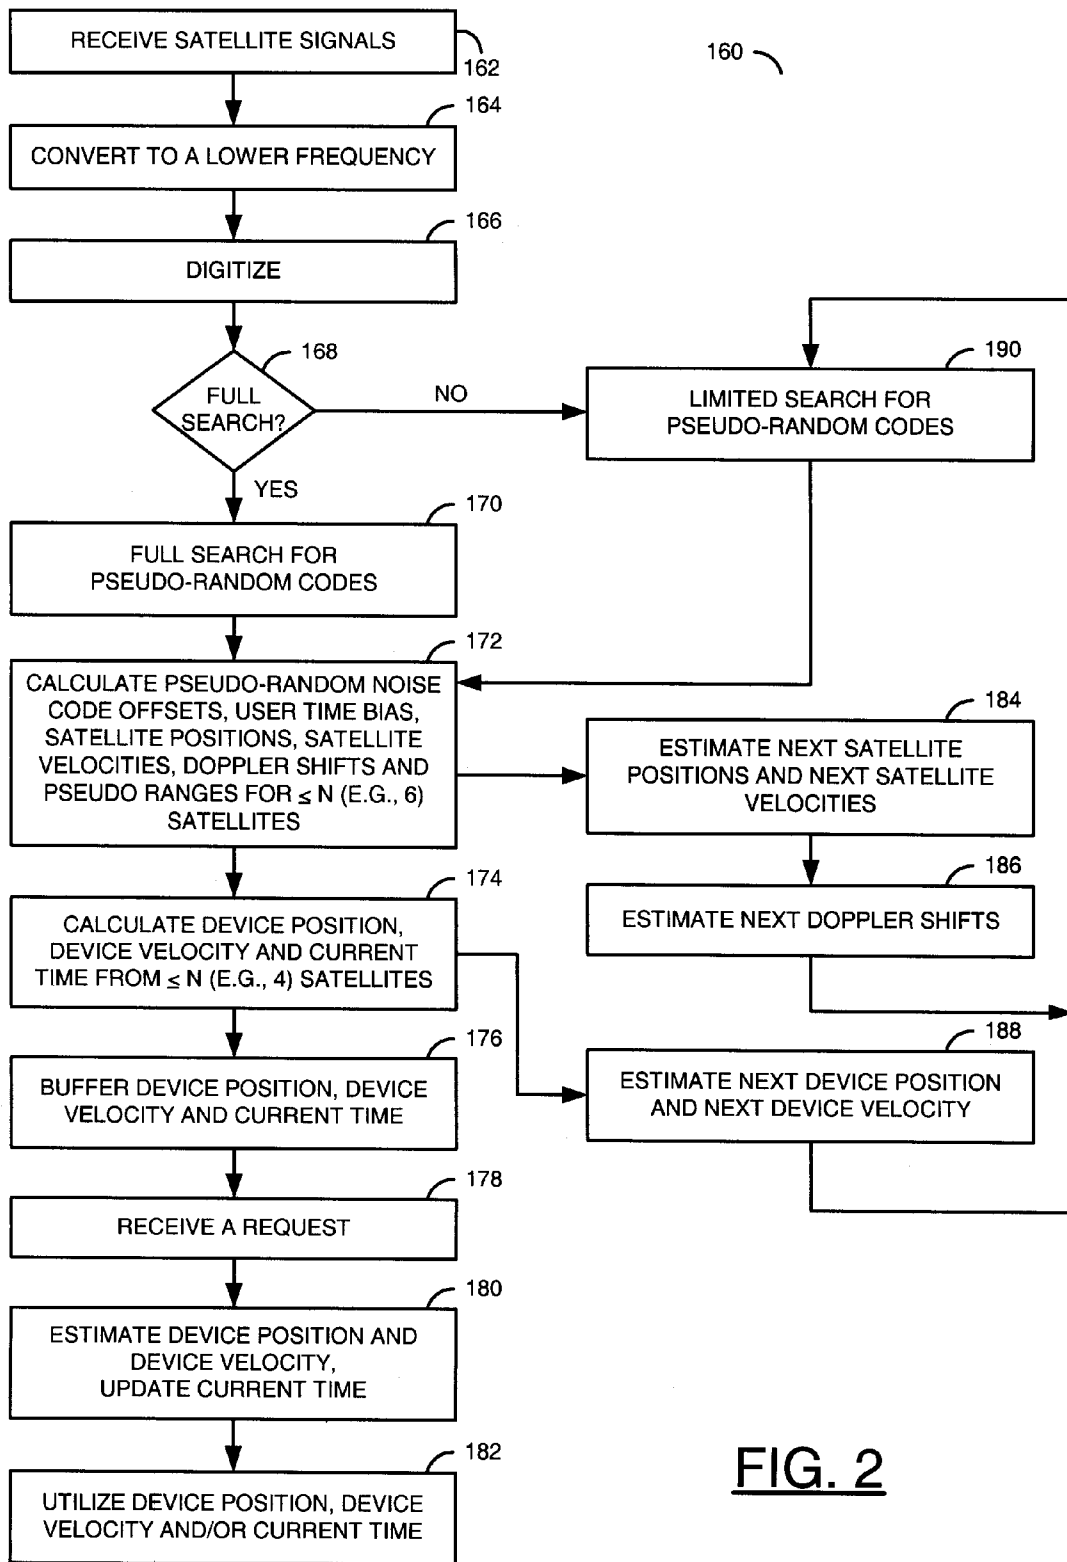 RECEIVE SATELLITE SIGNALS
162
160
164
CONVERT TO A LOWER FREQUENCY
166
DIGITIZE
168
FULL
SEARCH?
NO
YES
190
LIMITED SEARCH FOR
PSEUDO-RANDOM CODES
170
FULL SEARCH FOR
PSEUDO-RANDOM CODES
172
CALCULATE PSEUDO-RANDOM NOISE
CODE OFFSETS, USER TIME BIAS,
SATELLITE POSITIONS, SATELLITE
VELOCITIES, DOPPLER SHIFTS AND
PSEUDO RANGES FOR ≤ N (E.G., 6)
SATELLITES
184
ESTIMATE NEXT SATELLITE
POSITIONS AND NEXT SATELLITE
VELOCITIES
174
CALCULATE DEVICE POSITION,
DEVICE VELOCITY AND CURRENT
TIME FROM ≤ N (E.G., 4) SATELLITES
186
ESTIMATE NEXT DOPPLER SHIFTS
176
BUFFER DEVICE POSITION, DEVICE
VELOCITY AND CURRENT TIME
188
ESTIMATE NEXT DEVICE POSITION
AND NEXT DEVICE VELOCITY
178
RECEIVE A REQUEST
180
ESTIMATE DEVICE POSITION AND
DEVICE VELOCITY,
UPDATE CURRENT TIME
182
UTILIZE DEVICE POSITION, DEVICE
VELOCITY AND/OR CURRENT TIME
FIG. 2